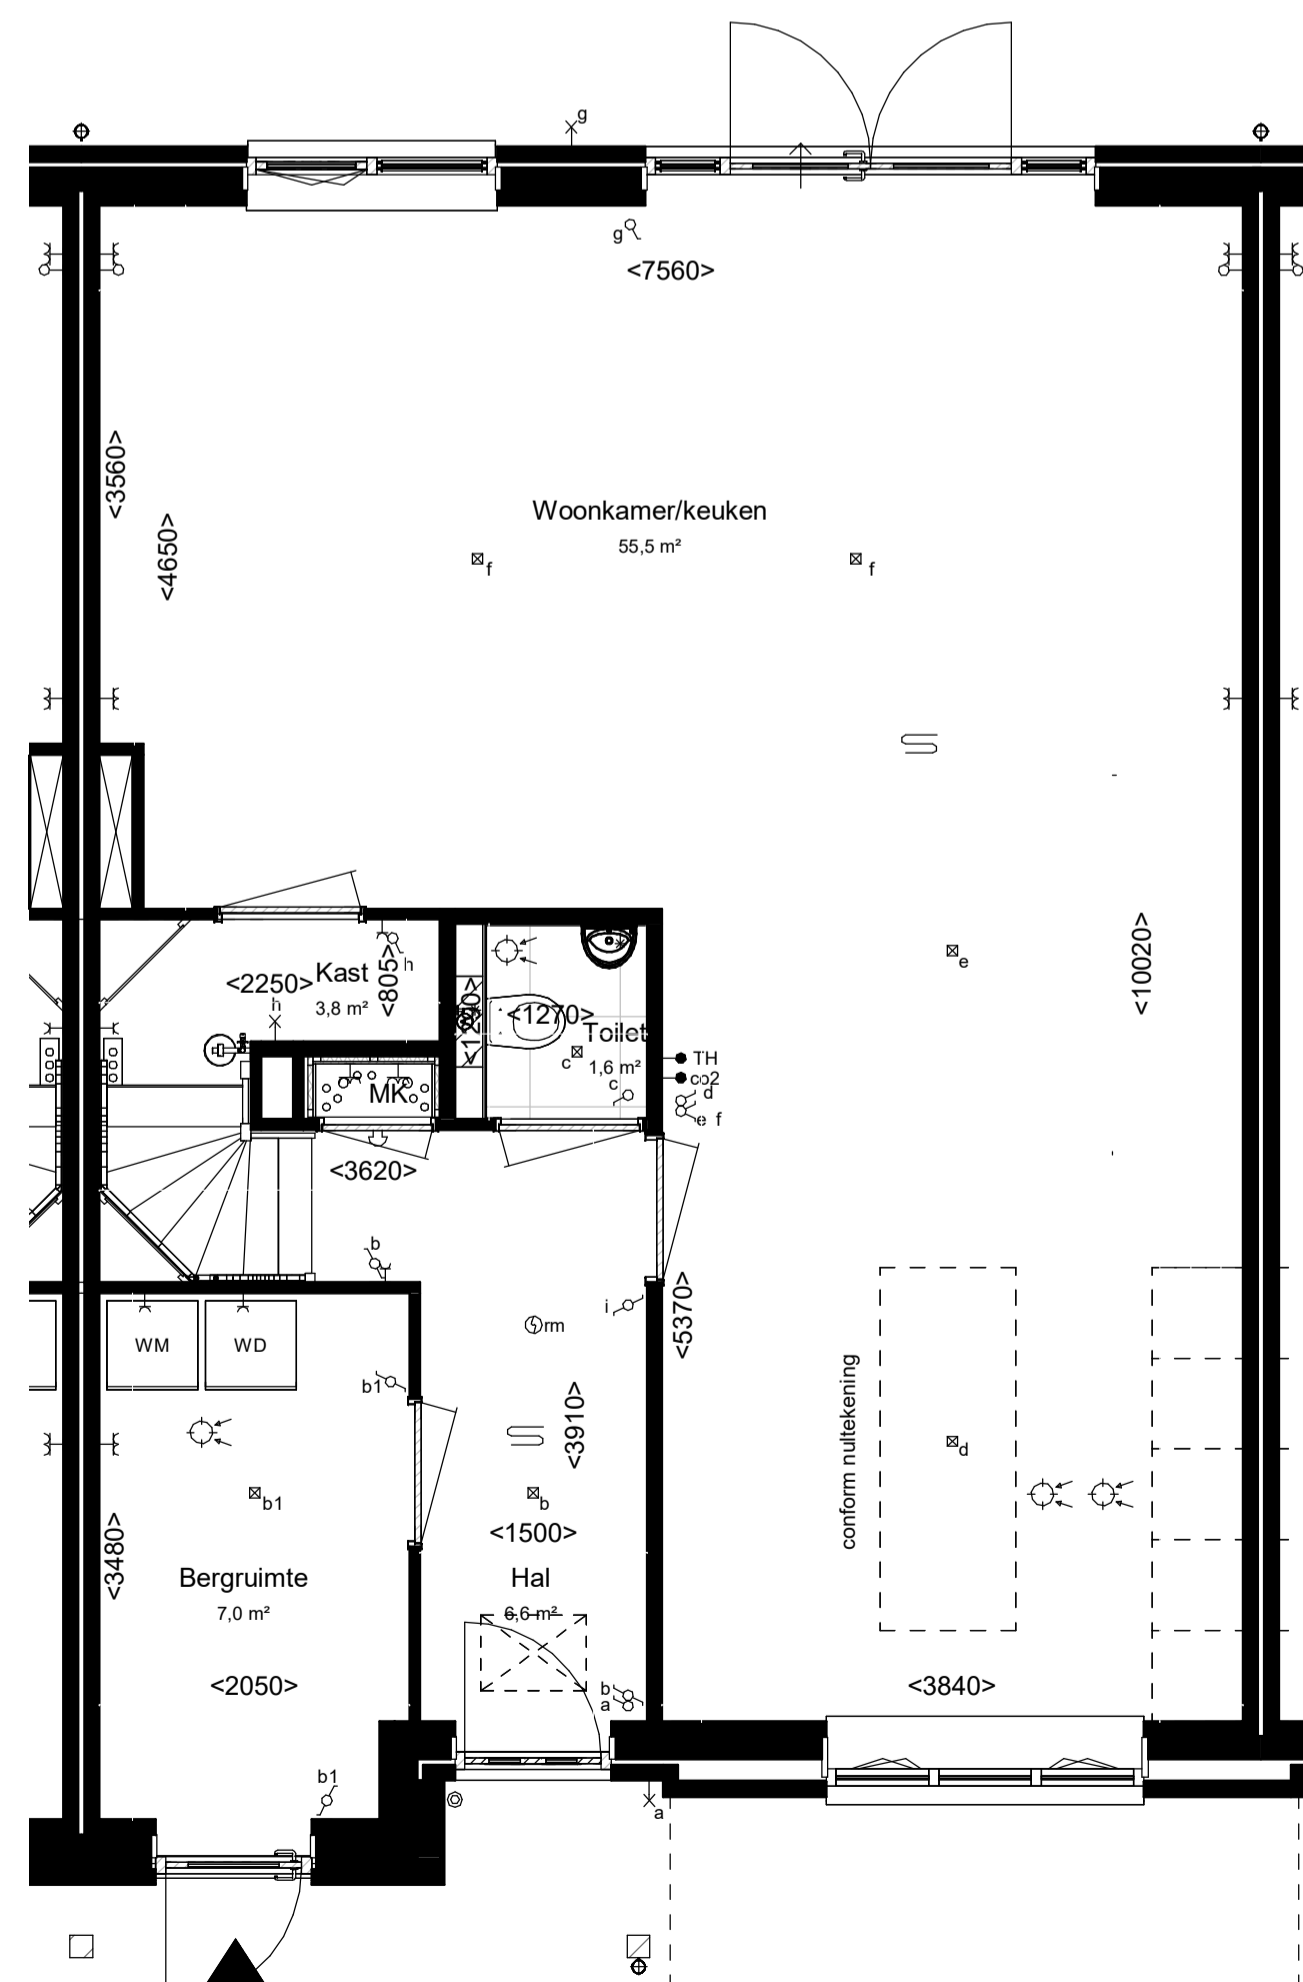 g
g
<7560>
<3560>
<4650>
Woonkamer/keuken
55,5 m²
f
f
e
<10020>
<2250>
Kast
3,8 m²
<805>
h
h
<1270>
Toilet
1,6 m²
c
c
TH
co2
d
e f
MK
<3620>
b
i
rm
<5370>
WM
WD
b1
<3910>
conform nultekening
d
b1
b
<1500>
<3480>
Bergruimte
7,0 m²
Hal
6,6 m²
<2050>
b
a
<3840>
b1
a